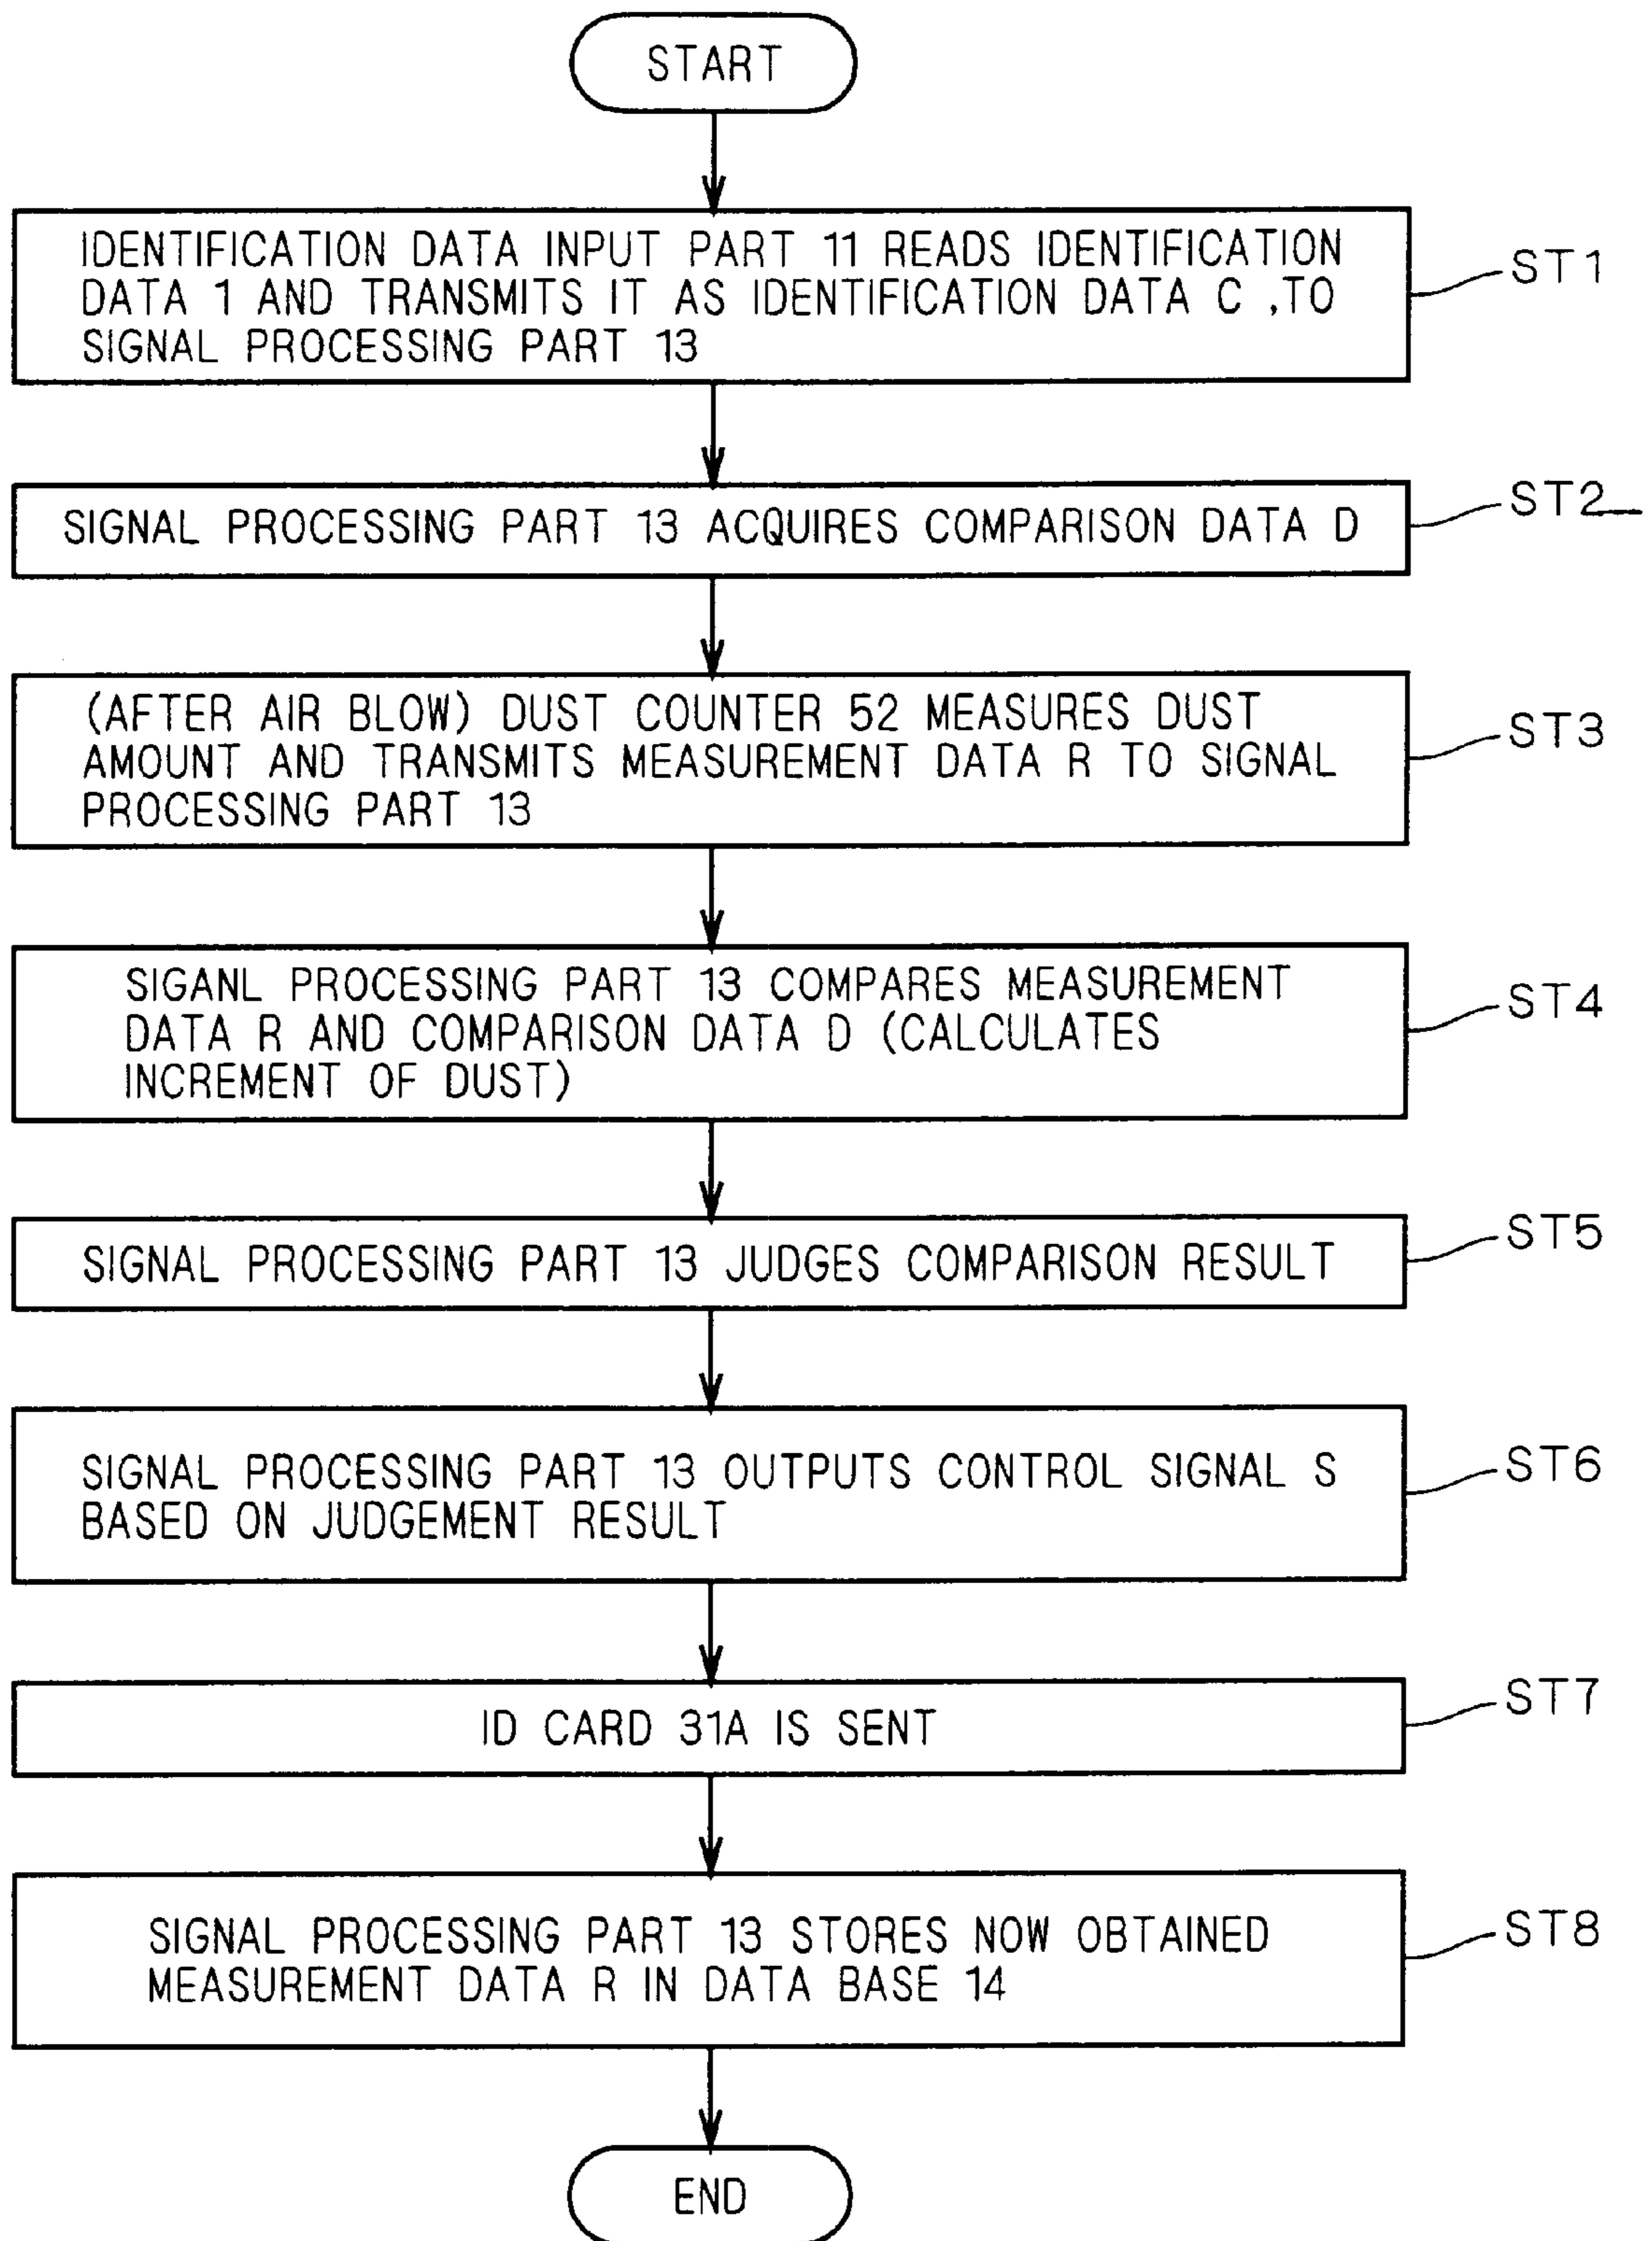 START
IDENTIFICATION DATA INPUT PART 11 READS IDENTIFICATION
DATA 1 AND TRANSMITS IT AS IDENTIFICATION DATA C ,TO
SIGNAL PROCESSING PART 13
ST1
SIGNAL PROCESSING PART 13 ACQUIRES COMPARISON DATA D
ST2
(AFTER AIR BLOW) DUST COUNTER 52 MEASURES DUST
AMOUNT AND TRANSMITS MEASUREMENT DATA R TO SIGNAL
PROCESSING PART 13
ST3
SIGANL PROCESSING PART 13 COMPARES MEASUREMENT
DATA R AND COMPARISON DATA D (CALCULATES
INCREMENT OF DUST)
ST4
SIGNAL PROCESSING PART 13 JUDGES COMPARISON RESULT
ST5
SIGNAL PROCESSING PART 13 OUTPUTS CONTROL SIGNAL S
BASED ON JUDGEMENT RESULT
ST6
ID CARD 31A IS SENT
ST7
SIGNAL PROCESSING PART 13 STORES NOW OBTAINED
MEASUREMENT DATA R IN DATA BASE 14
ST8
END